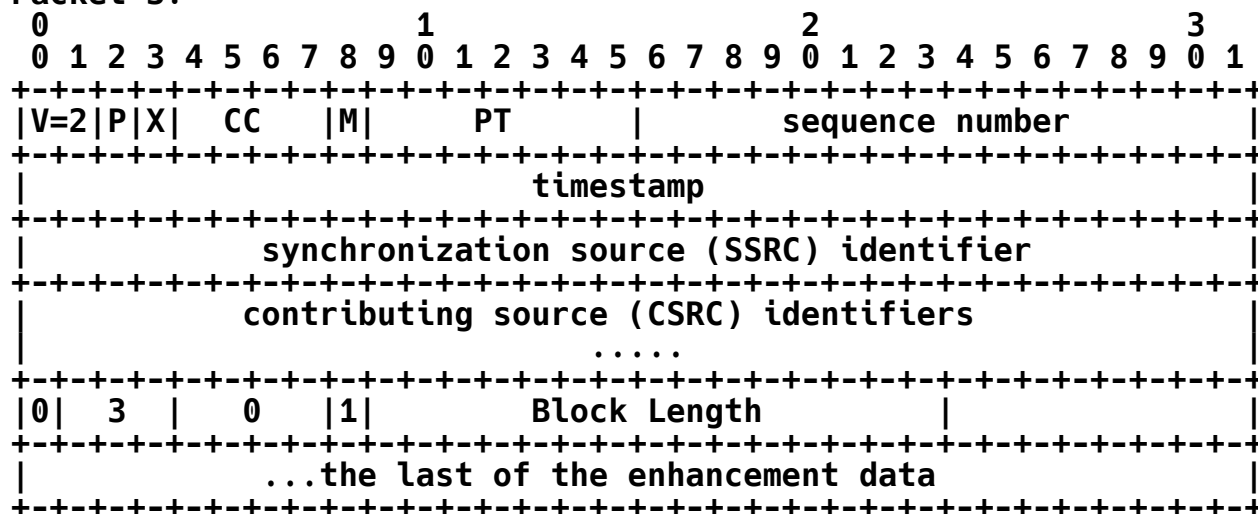 Packet 3:
 0                   1                   2                   3
 0 1 2 3 4 5 6 7 8 9 0 1 2 3 4 5 6 7 8 9 0 1 2 3 4 5 6 7 8 9 0 1
+-+-+-+-+-+-+-+-+-+-+-+-+-+-+-+-+-+-+-+-+-+-+-+-+-+-+-+-+-+-+-+-+
|V=2|P|X|  CC   |M|     PT      |       sequence number         |
+-+-+-+-+-+-+-+-+-+-+-+-+-+-+-+-+-+-+-+-+-+-+-+-+-+-+-+-+-+-+-+-+
|                          timestamp                            |
+-+-+-+-+-+-+-+-+-+-+-+-+-+-+-+-+-+-+-+-+-+-+-+-+-+-+-+-+-+-+-+-+
|            synchronization source (SSRC) identifier           |
+-+-+-+-+-+-+-+-+-+-+-+-+-+-+-+-+-+-+-+-+-+-+-+-+-+-+-+-+-+-+-+-+
|           contributing source (CSRC) identifiers              |
|                             .....                             |
+-+-+-+-+-+-+-+-+-+-+-+-+-+-+-+-+-+-+-+-+-+-+-+-+-+-+-+-+-+-+-+-+
|0|  3  |   0   |1|        Block Length         |               |
+-+-+-+-+-+-+-+-+-+-+-+-+-+-+-+-+-+-+-+-+-+-+-+-+-+-+-+-+-+-+-+-+
|            ...the last of the enhancement data                |
+-+-+-+-+-+-+-+-+-+-+-+-+-+-+-+-+-+-+-+-+-+-+-+-+-+-+-+-+-+-+-+-+